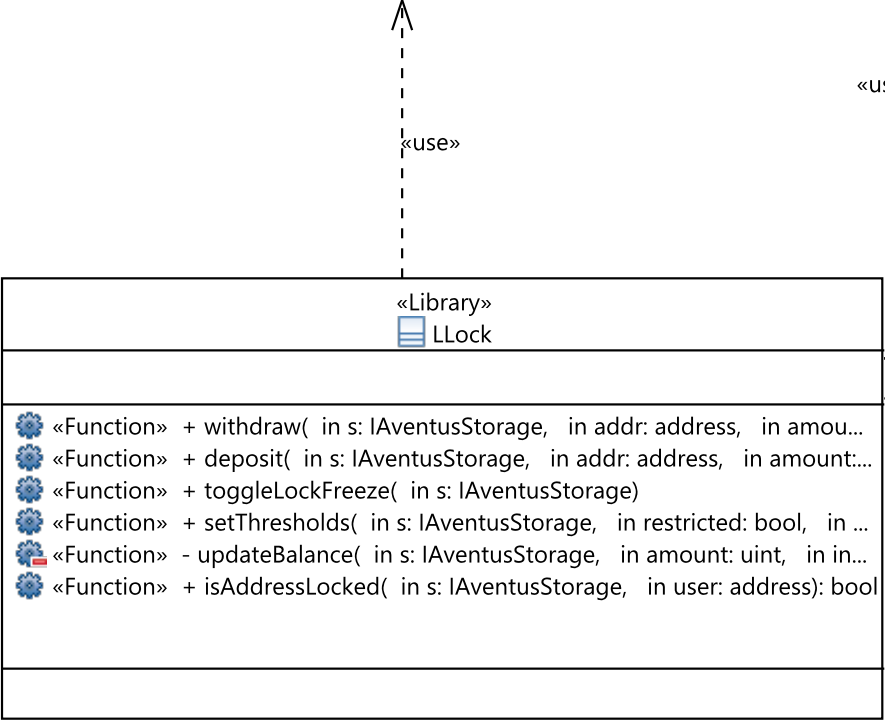 «us
«use»
«Library»
LLock
«Function» + withdraw( in s: IAventusStorage, in addr: address, in amou...
«Function» + deposit( in s: IAventusStorage, in addr: address, in amount:...
«Function» + toggleLockFreeze( in s: IAventusStorage)
«Function» + setThresholds( in s: IAventusStorage, in restricted: bool, in ...
«Function» - updateBalance( in s: IAventusStorage, in amount: uint, in in...
«Function» + isAddressLocked( in s: IAventusStorage, in user: address): bool